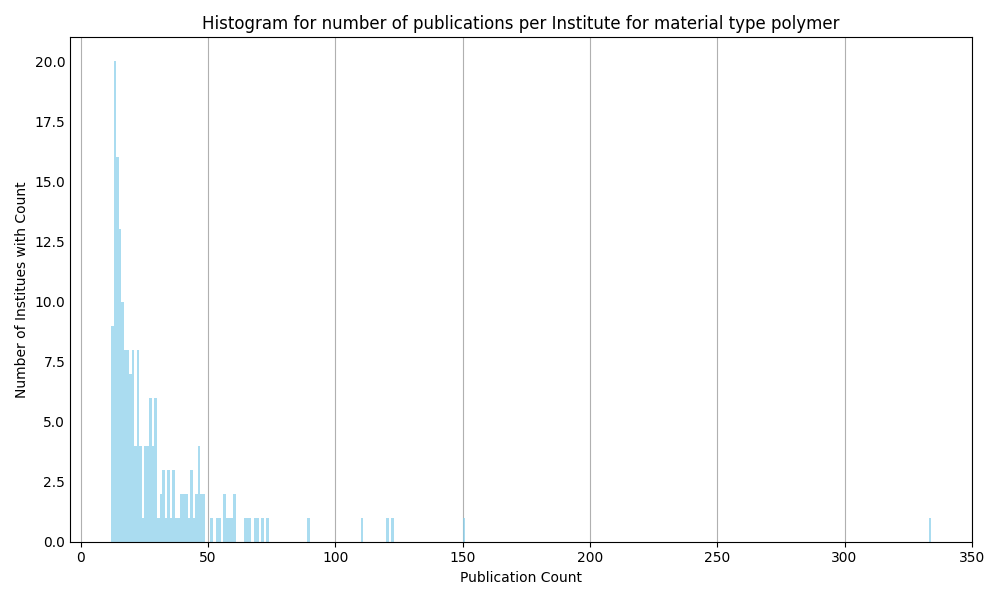 Histogram for number of publications per Institute for material type polymer
Number of Institues with Count
20.0
17.5
15.0
12.5
10.0
7.5
5.0
2.5
0.0
0 50 100 150 200 250 300 350
Publication Count